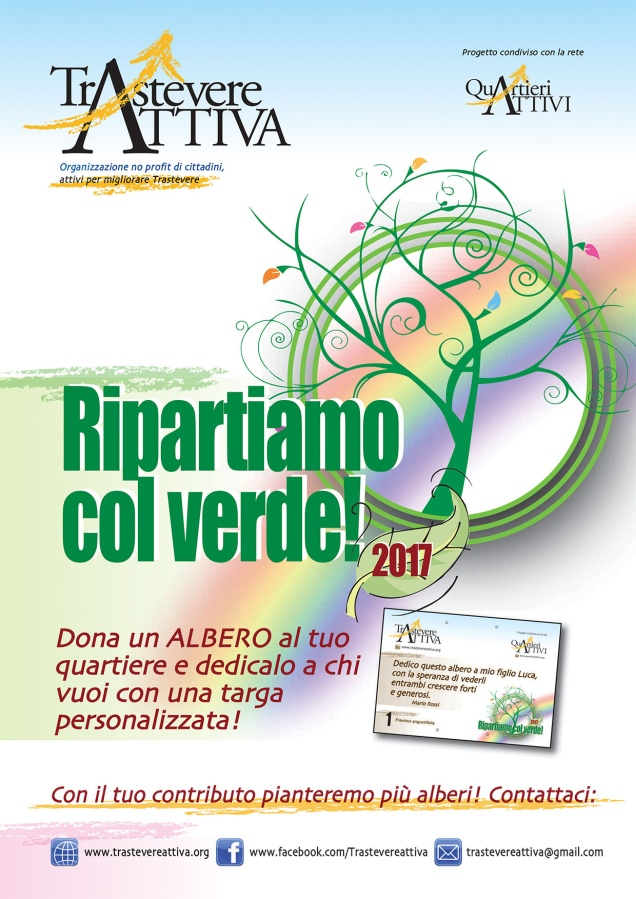 TrAstevere
ATTIVA
Organizzazione no profit di cittadini,
attivi per migliorare Trastevere
Progetto condiviso con la rete
QuArtieri
ATTIVI
Ripartiamo
col verde!
2017
Dona un ALBERO al tuo
quartiere e dedicalo a chi
vuoi con una targa
personalizzata!
TrAstevere
ATTIVA
www.trastevereattiva.org
QuArtieri
ATTIVI
Dedico questo albero a mio figlio Luca,
con la speranza di vederli
entrambi crescere forti
e generosi.
Mario Rossi
1 Fraxinus angustifolia
2017
Ripartiamo col verde!
Con il tuo contributo pianteremo più alberi! Contattaci:
www.trastevereattiva.org
www.facebook.com/Trastevereattiva
trastevereattiva@gmail.com